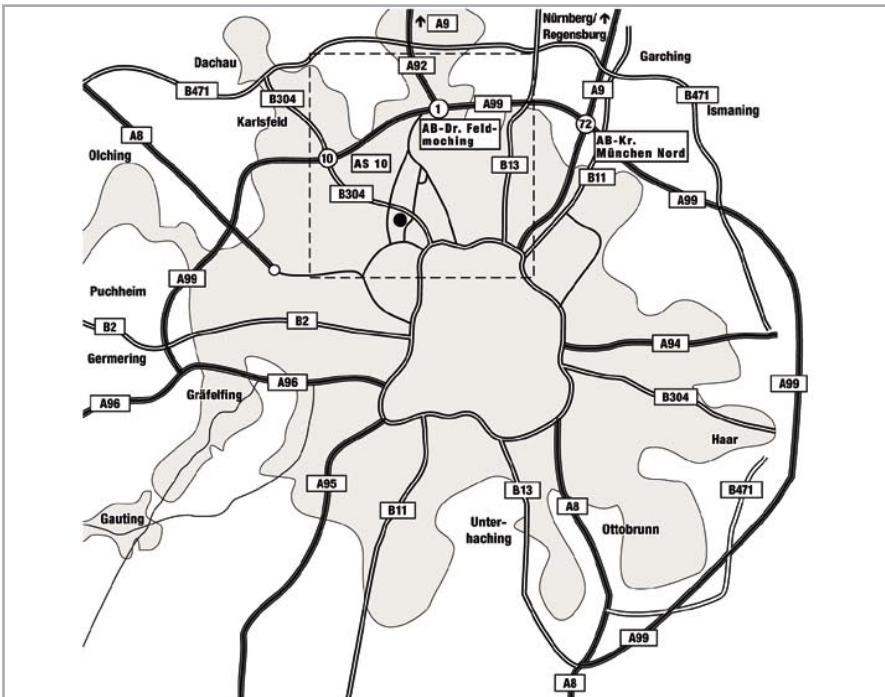 A9
Nürnberg/
Regensburg
Garching
Dachau
A92
A9
B471
B304
B471
Ismaning
Karlsfeld
1
A99
AB-Dr. Feld-
moching
72
AB-Kr.
München Nord
A8
Olching
10
AS 10
B13
B11
B304
A99
A99
Puchheim
B2
B2
Germering
A94
A96
A99
Gräfelfing
A96
B304
Haar
A95
B13
B471
B11
A8
Gauting
Unter-
haching
Ottobrunn
A99
A8